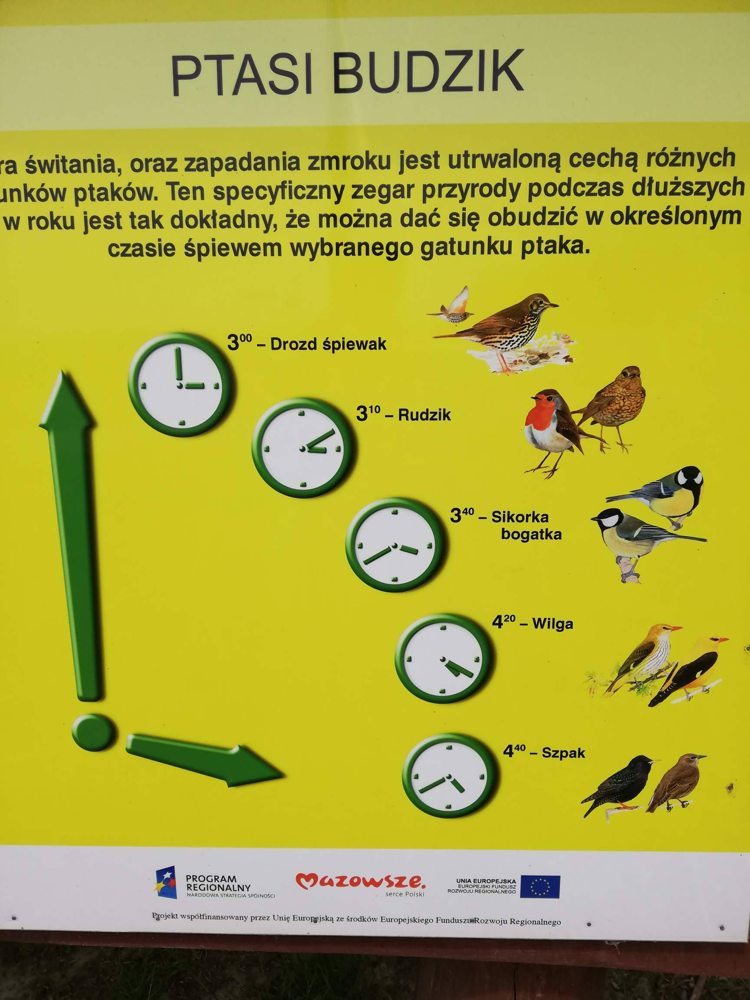 PTASI BUDZIK
świtania, oraz zapadania zmroku jest utrwaloną cechą różnych
ptaków. Ten specyficzny zegar przyrody podczas dłuższych
w roku jest tak dokładny, że można dać się obudzić w określonym
czasie śpiewem wybranego gatunku ptaka.
3⁰⁰ – Drozd śpiewak
3¹⁰ – Rudzik
3⁴⁰ – Sikorka
bogatka
4²⁰ – Wilga
4⁴⁰ – Szpak
PROGRAM
REGIONALNY
NARODOWA STRATEGIA SPÓJNOŚCI
mazowsze.
serce Polski
UNIA EUROPEJSKA
EUROPEJSKI FUNDUSZ
ROZWOJU REGIONALNEGO
Projekt współfinansowany przez Unię Europejską ze środków Europejskiego Funduszu Rozwoju Regionalnego